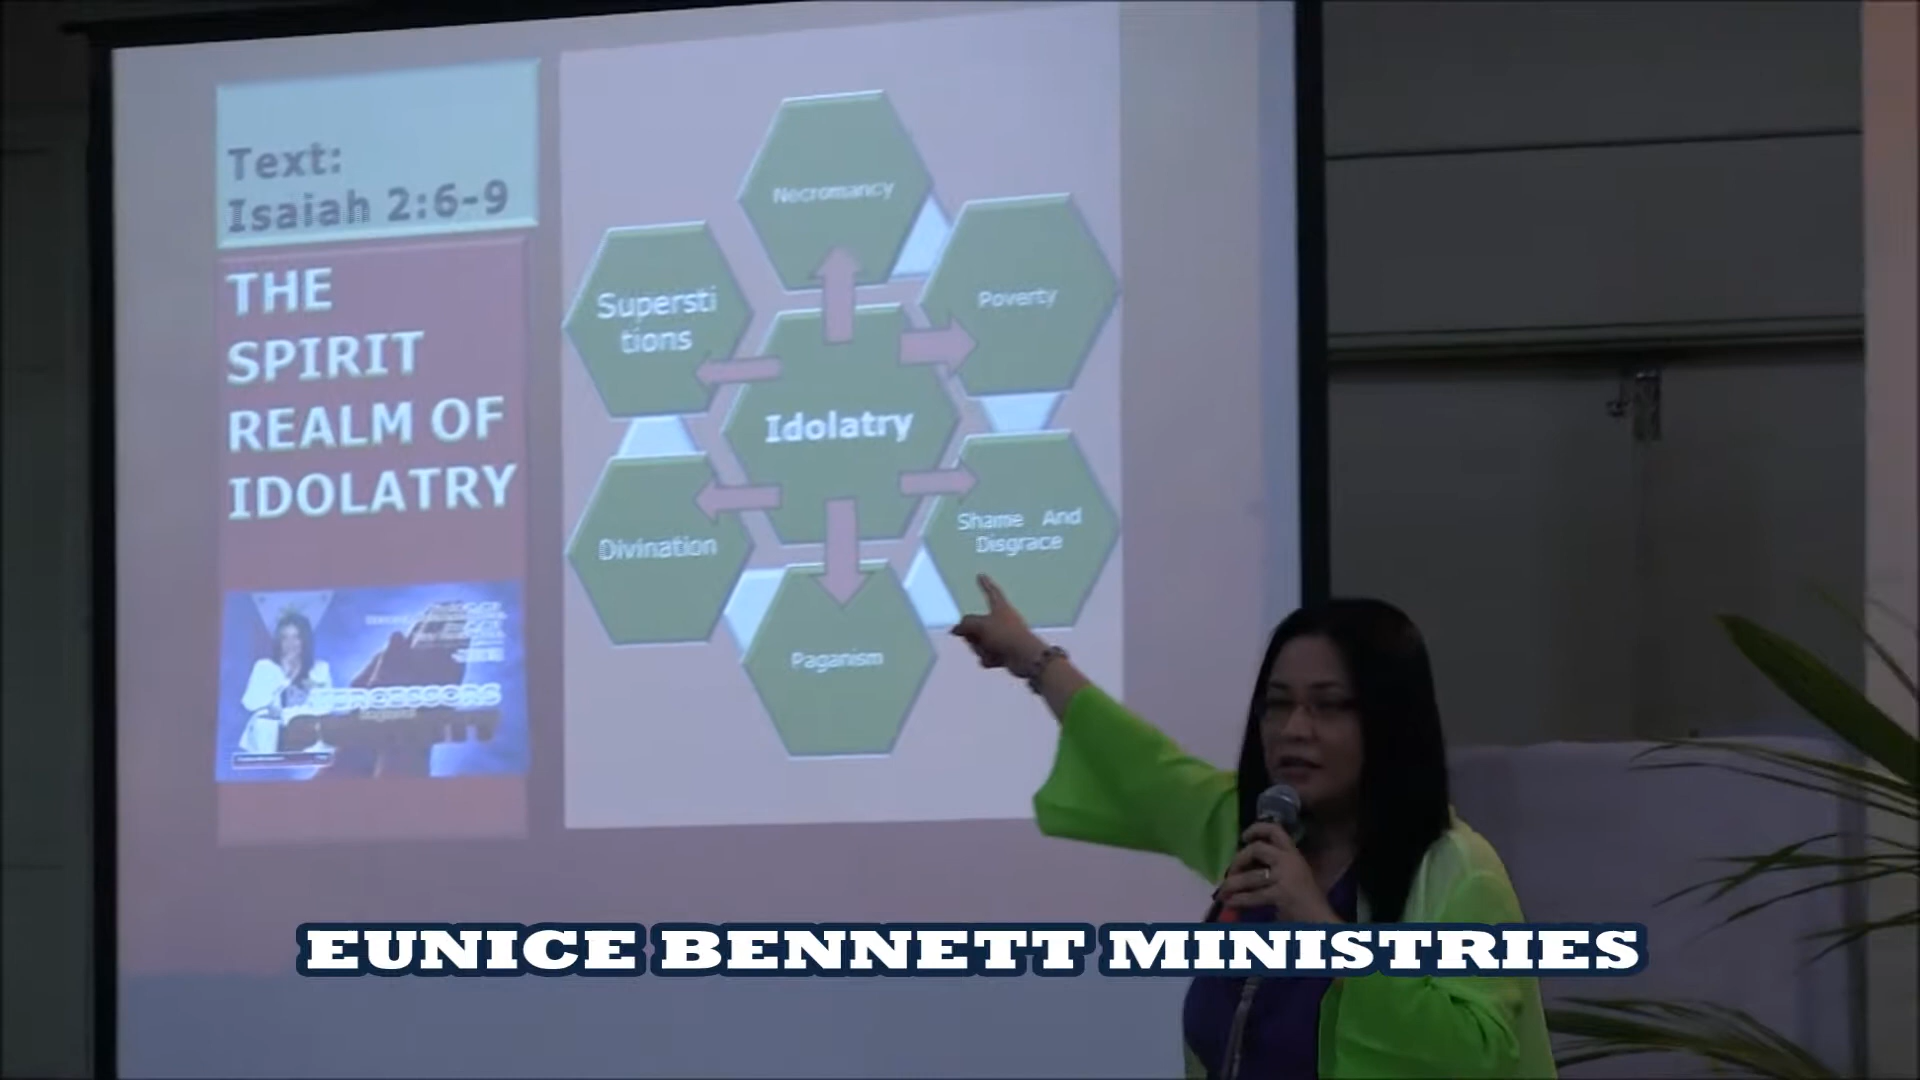 Text:
Isaiah 2:6-9
THE
SPIRIT
REALM OF
IDOLATRY
Necromancy
Poverty
Supersti
tions
Idolatry
Shame And
Disgrace
Divination
Paganism
EUNICE BENNETT MINISTRIES